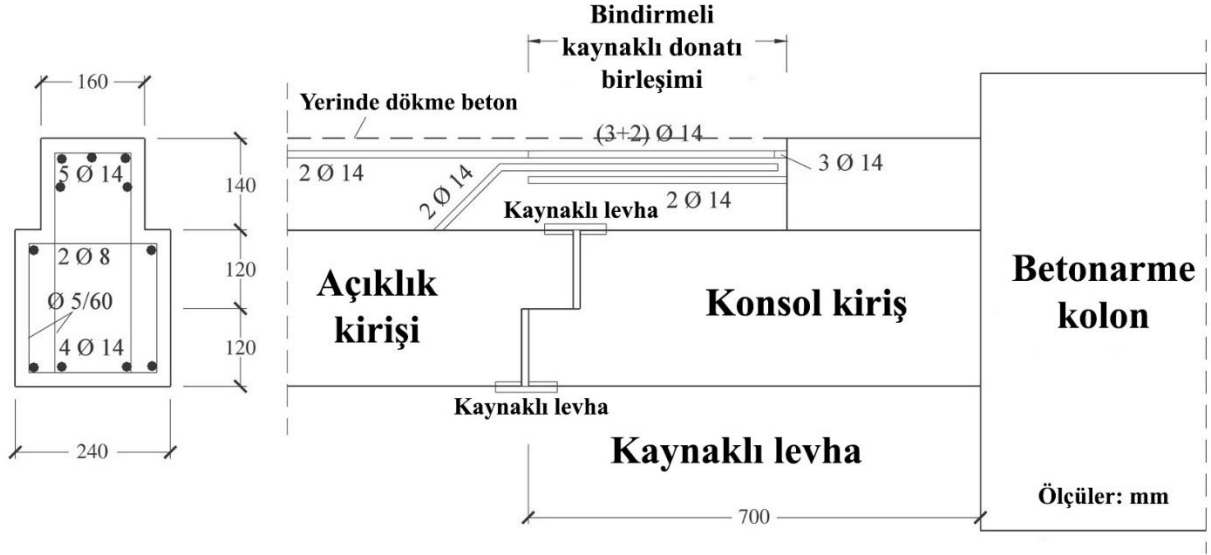 Bindirmeli
kaynaklı donatı
birleşimi
160
Yerinde dökme beton
(3+2) Ø 14
5 Ø 14
2 Ø 14
2 Ø 14
3 Ø 14
2 Ø 14
140
Kaynaklı levha
2 Ø 8
120
Ø 5/60
4 Ø 14
120
Açıklık
kirişi
Konsol kiriş
Betonarme
kolon
Kaynaklı levha
240
Kaynaklı levha
Ölçüler: mm
700